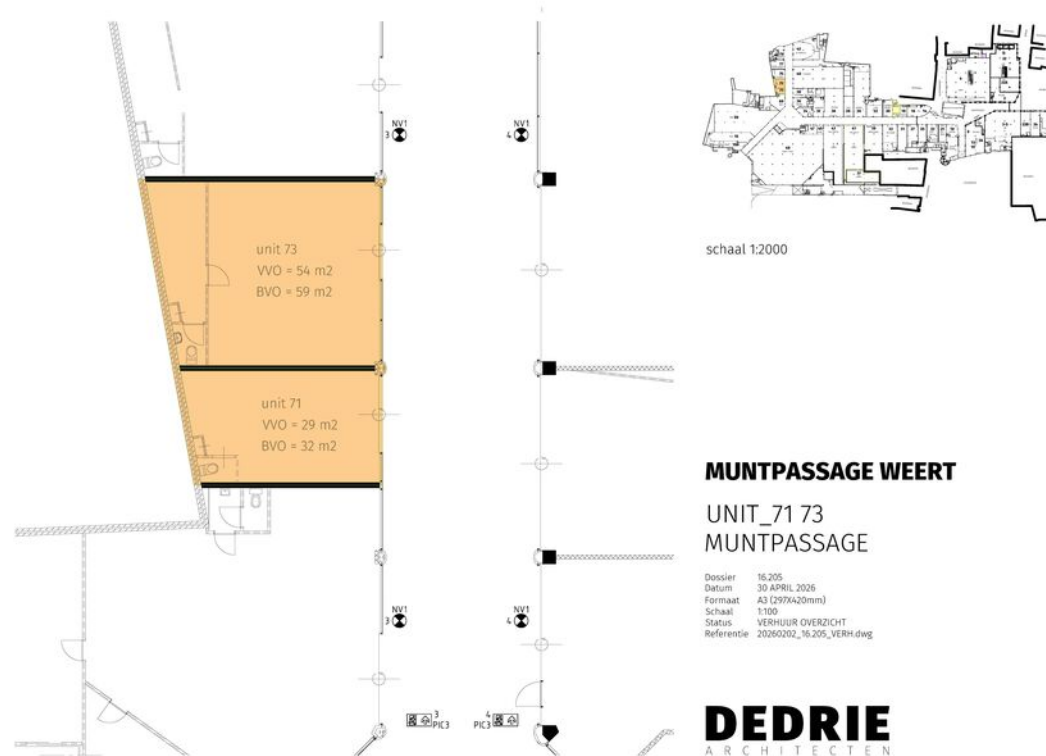 NV1
3
NV1
4
unit 73
VVO = 54 m2
BVO = 59 m2
unit 71
VVO = 29 m2
BVO = 32 m2
NV1
3
NV1
4
3
PIC3
4
PIC3
schaal 1:2000
MUNTPASSAGE WEERT
UNIT_71 73
MUNTPASSAGE
Dossier 16.205
Datum 30 APRIL 2026
Formaat A3 (297X420mm)
Schaal 1:100
Status VERHUUR OVERZICHT
Referentie 20260202_16.205_VERH.dwg
DEDRIE
ARCHITECTEN